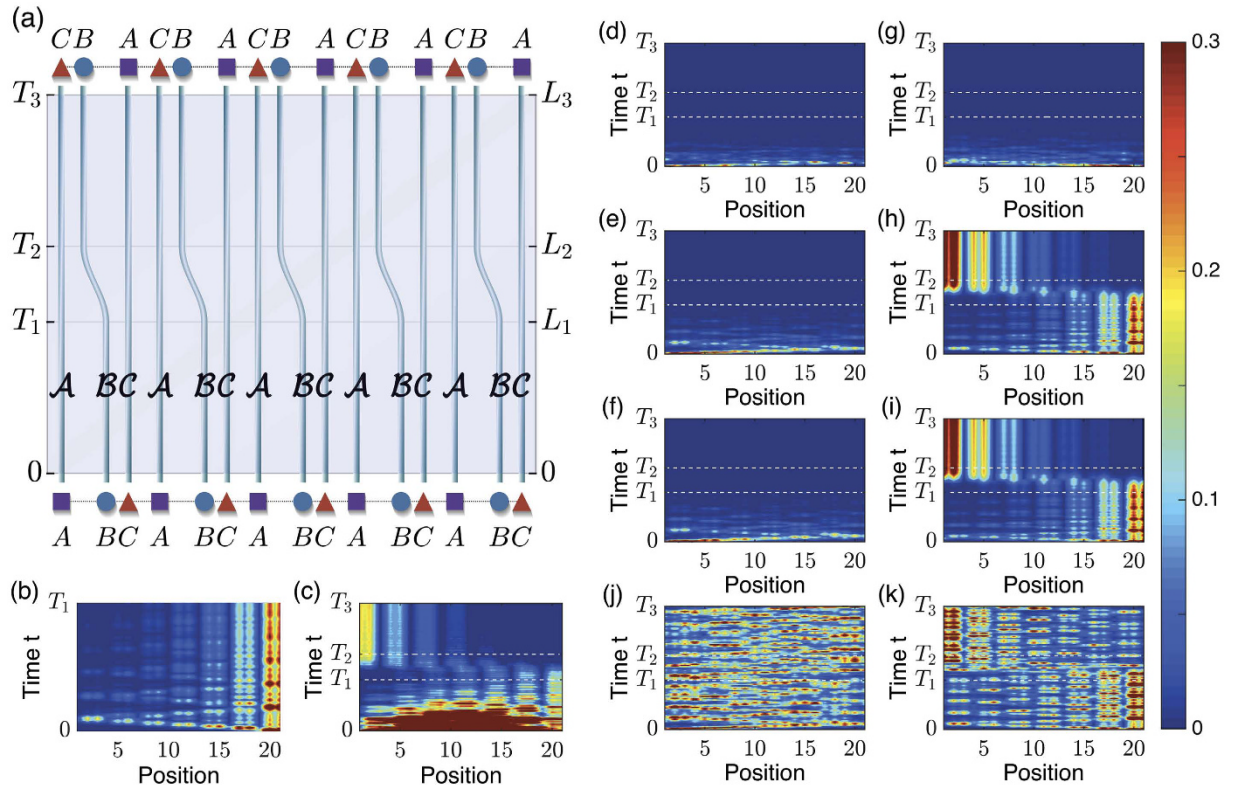 (a)
C B A C B A C B A C B A C B A
T3 L3
T2 L2
T1 L1
𝒜 ℬ𝒞 𝒜 ℬ𝒞 𝒜 ℬ𝒞 𝒜 ℬ𝒞 𝒜 ℬ𝒞
0 0
A BC A BC A BC A BC A BC
(b)
T1
Time t
0
5 10 15 20
Position
(c)
T3
T2
T1
Time t
0
5 10 15 20
Position
(d)
T3
T2
T1
Time t
0
5 10 15 20
Position
(e)
T3
T2
T1
Time t
0
5 10 15 20
Position
(f)
T3
T2
T1
Time t
0
5 10 15 20
Position
(g)
T3
T2
T1
Time t
0
5 10 15 20
Position
(h)
T3
T2
T1
Time t
0
5 10 15 20
Position
(i)
T3
T2
T1
Time t
0
5 10 15 20
Position
(j)
T3
T2
T1
Time t
0
5 10 15 20
Position
(k)
T3
T2
T1
Time t
0
5 10 15 20
Position
0.3
0.2
0.1
0